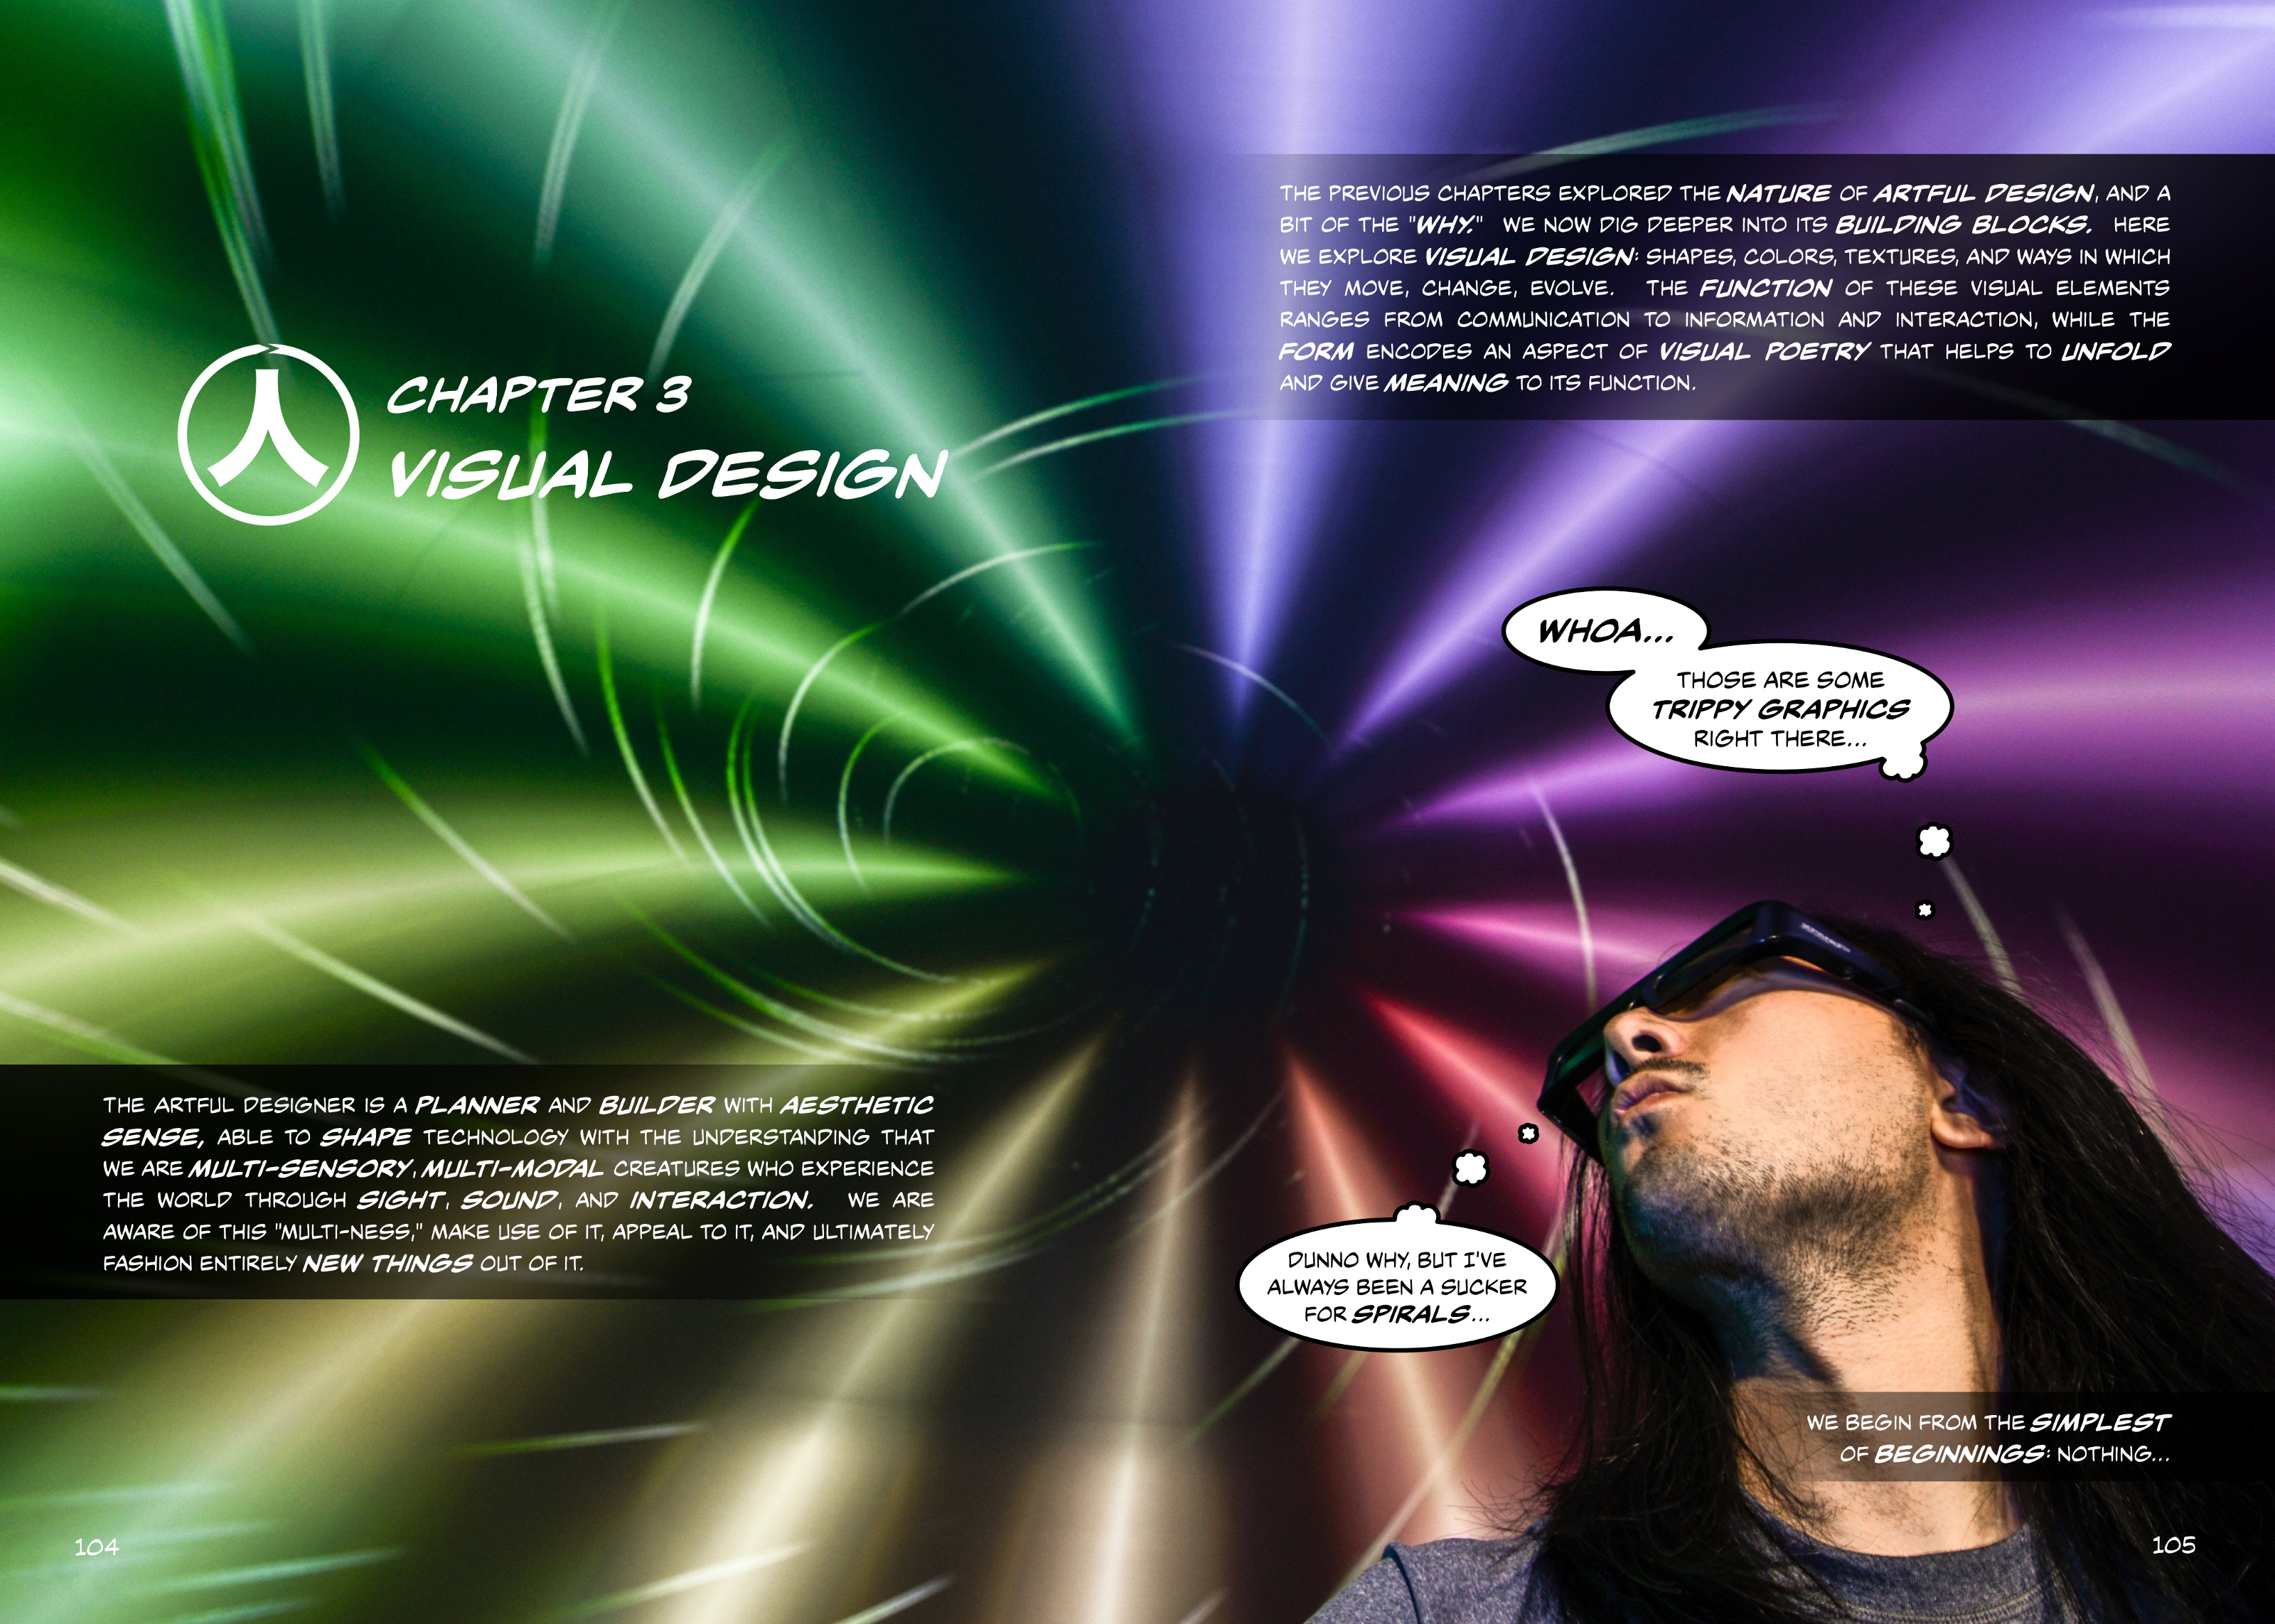 CHAPTER 3
VISUAL DESIGN
THE ARTFUL DESIGNER IS A PLANNER AND BUILDER WITH AESTHETIC
SENSE, ABLE TO SHAPE TECHNOLOGY WITH THE UNDERSTANDING THAT
WE ARE MULTI-SENSORY, MULTI-MODAL CREATURES WHO EXPERIENCE
THE WORLD THROUGH SIGHT, SOUND, AND INTERACTION. WE ARE
AWARE OF THIS "MULTI-NESS," MAKE USE OF IT, APPEAL TO IT, AND ULTIMATELY
FASHION ENTIRELY NEW THINGS OUT OF IT.
104
THE PREVIOUS CHAPTERS EXPLORED THE NATURE OF ARTFUL DESIGN, AND A
BIT OF THE "WHY." WE NOW DIG DEEPER INTO ITS BUILDING BLOCKS. HERE
WE EXPLORE VISUAL DESIGN: SHAPES, COLORS, TEXTURES, AND WAYS IN WHICH
THEY MOVE, CHANGE, EVOLVE. THE FUNCTION OF THESE VISUAL ELEMENTS
RANGES FROM COMMUNICATION TO INFORMATION AND INTERACTION, WHILE THE
FORM ENCODES AN ASPECT OF VISUAL POETRY THAT HELPS TO UNFOLD
AND GIVE MEANING TO ITS FUNCTION.
WHOA...
THOSE ARE SOME
TRIPPY GRAPHICS
RIGHT THERE...
DUNNO WHY, BUT I'VE
ALWAYS BEEN A SUCKER
FOR SPIRALS...
WE BEGIN FROM THE SIMPLEST
OF BEGINNINGS: NOTHING...
105